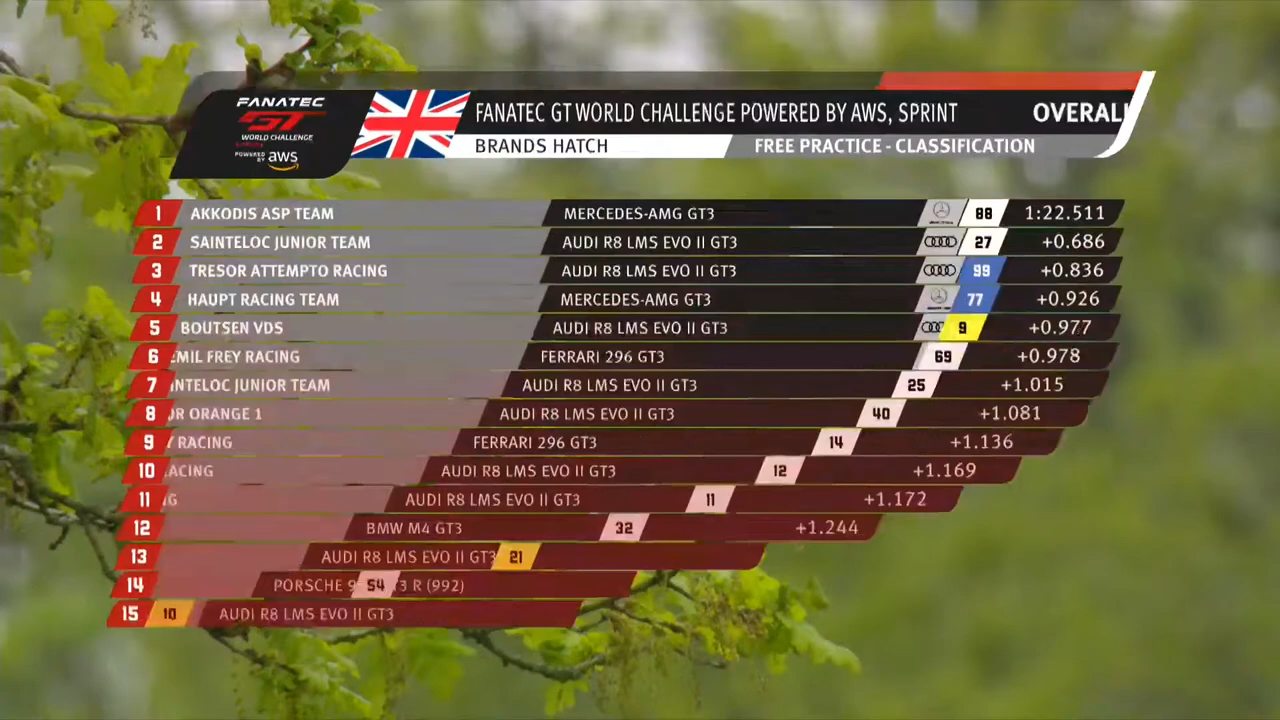 FANATEC
GT
WORLD CHALLENGE
POWERED BY aws
FANATEC GT WORLD CHALLENGE POWERED BY AWS, SPRINT OVERALL
BRANDS HATCH FREE PRACTICE - CLASSIFICATION
1 AKKODIS ASP TEAM MERCEDES-AMG GT3 88 1:22.511
2 SAINTELOC JUNIOR TEAM AUDI R8 LMS EVO II GT3 27 +0.686
3 TRESOR ATTEMPTO RACING AUDI R8 LMS EVO II GT3 99 +0.836
4 HAUPT RACING TEAM MERCEDES-AMG GT3 77 +0.926
5 BOUTSEN VDS AUDI R8 LMS EVO II GT3 9 +0.977
6 EMIL FREY RACING FERRARI 296 GT3 69 +0.978
7 INTELOC JUNIOR TEAM AUDI R8 LMS EVO II GT3 25 +1.015
8 OR ORANGE 1 AUDI R8 LMS EVO II GT3 40 +1.081
9 Y RACING FERRARI 296 GT3 14 +1.136
10 ACING AUDI R8 LMS EVO II GT3 12 +1.169
11 G AUDI R8 LMS EVO II GT3 11 +1.172
12 BMW M4 GT3 32 +1.244
13 AUDI R8 LMS EVO II GT3 21
14 PORSCHE 9 54 3 R (992)
15 10 AUDI R8 LMS EVO II GT3